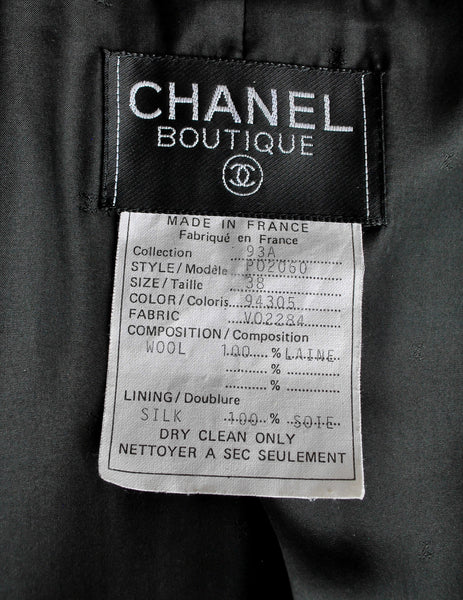 CHANEL
BOUTIQUE
MADE IN FRANCE
Fabriqué en France
Collection 93A
STYLE/Modèle P02060
SIZE/Taille 38
COLOR/Coloris 94305
FABRIC V02284
COMPOSITION/Composition
WOOL 100 % LAINE
%
%
LINING/Doublure
SILK 100 % SOIE
DRY CLEAN ONLY
NETTOYER A SEC SEULEMENT